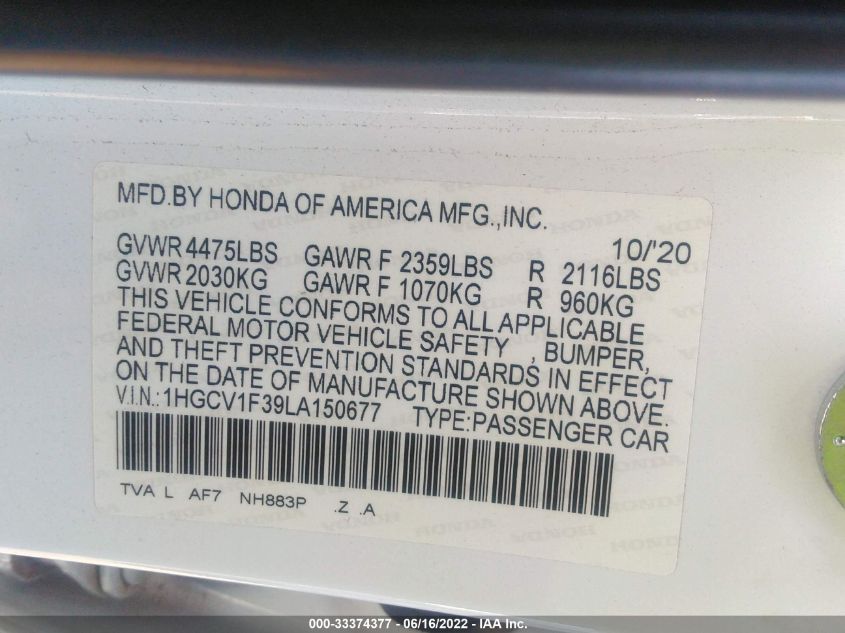 MFD.BY HONDA OF AMERICA MFG.,INC.
10/'20
GVWR 4475LBS GAWR F 2359LBS R 2116LBS
GVWR 2030KG GAWR F 1070KG R 960KG
THIS VEHICLE CONFORMS TO ALL APPLICABLE
FEDERAL MOTOR VEHICLE SAFETY , BUMPER,
AND THEFT PREVENTION STANDARDS IN EFFECT
ON THE DATE OF MANUFACTURE SHOWN ABOVE.
V.I.N.:1HGCV1F39LA150677 TYPE:PASSENGER CAR
TVA L AF7 NH883P .Z .A
000-33374377 - 06/16/2022 - IAA Inc.